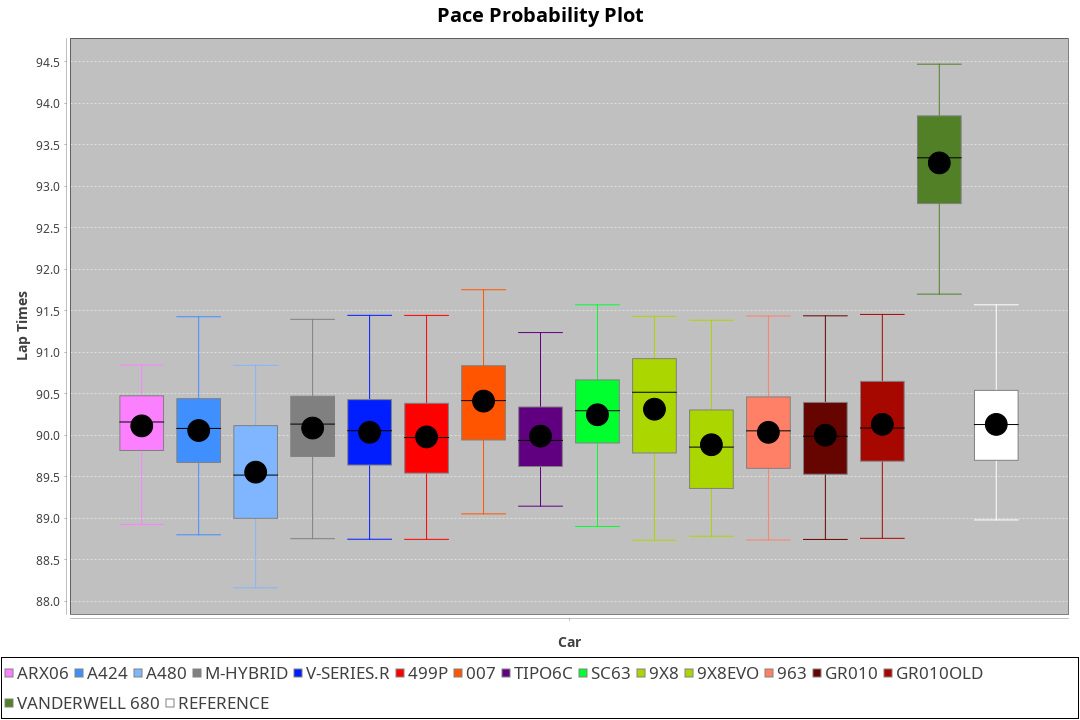 Pace Probability Plot
94.5
94.0
93.5
93.0
92.5
92.0
91.5
91.0
90.5
90.0
89.5
89.0
88.5
88.0
Lap Times
Car
ARX06 A424 A480 M-HYBRID V-SERIES.R 499P 007 TIPO6C SC63 9X8 9X8EVO 963 GR010 GR010OLD
VANDERWELL 680 REFERENCE